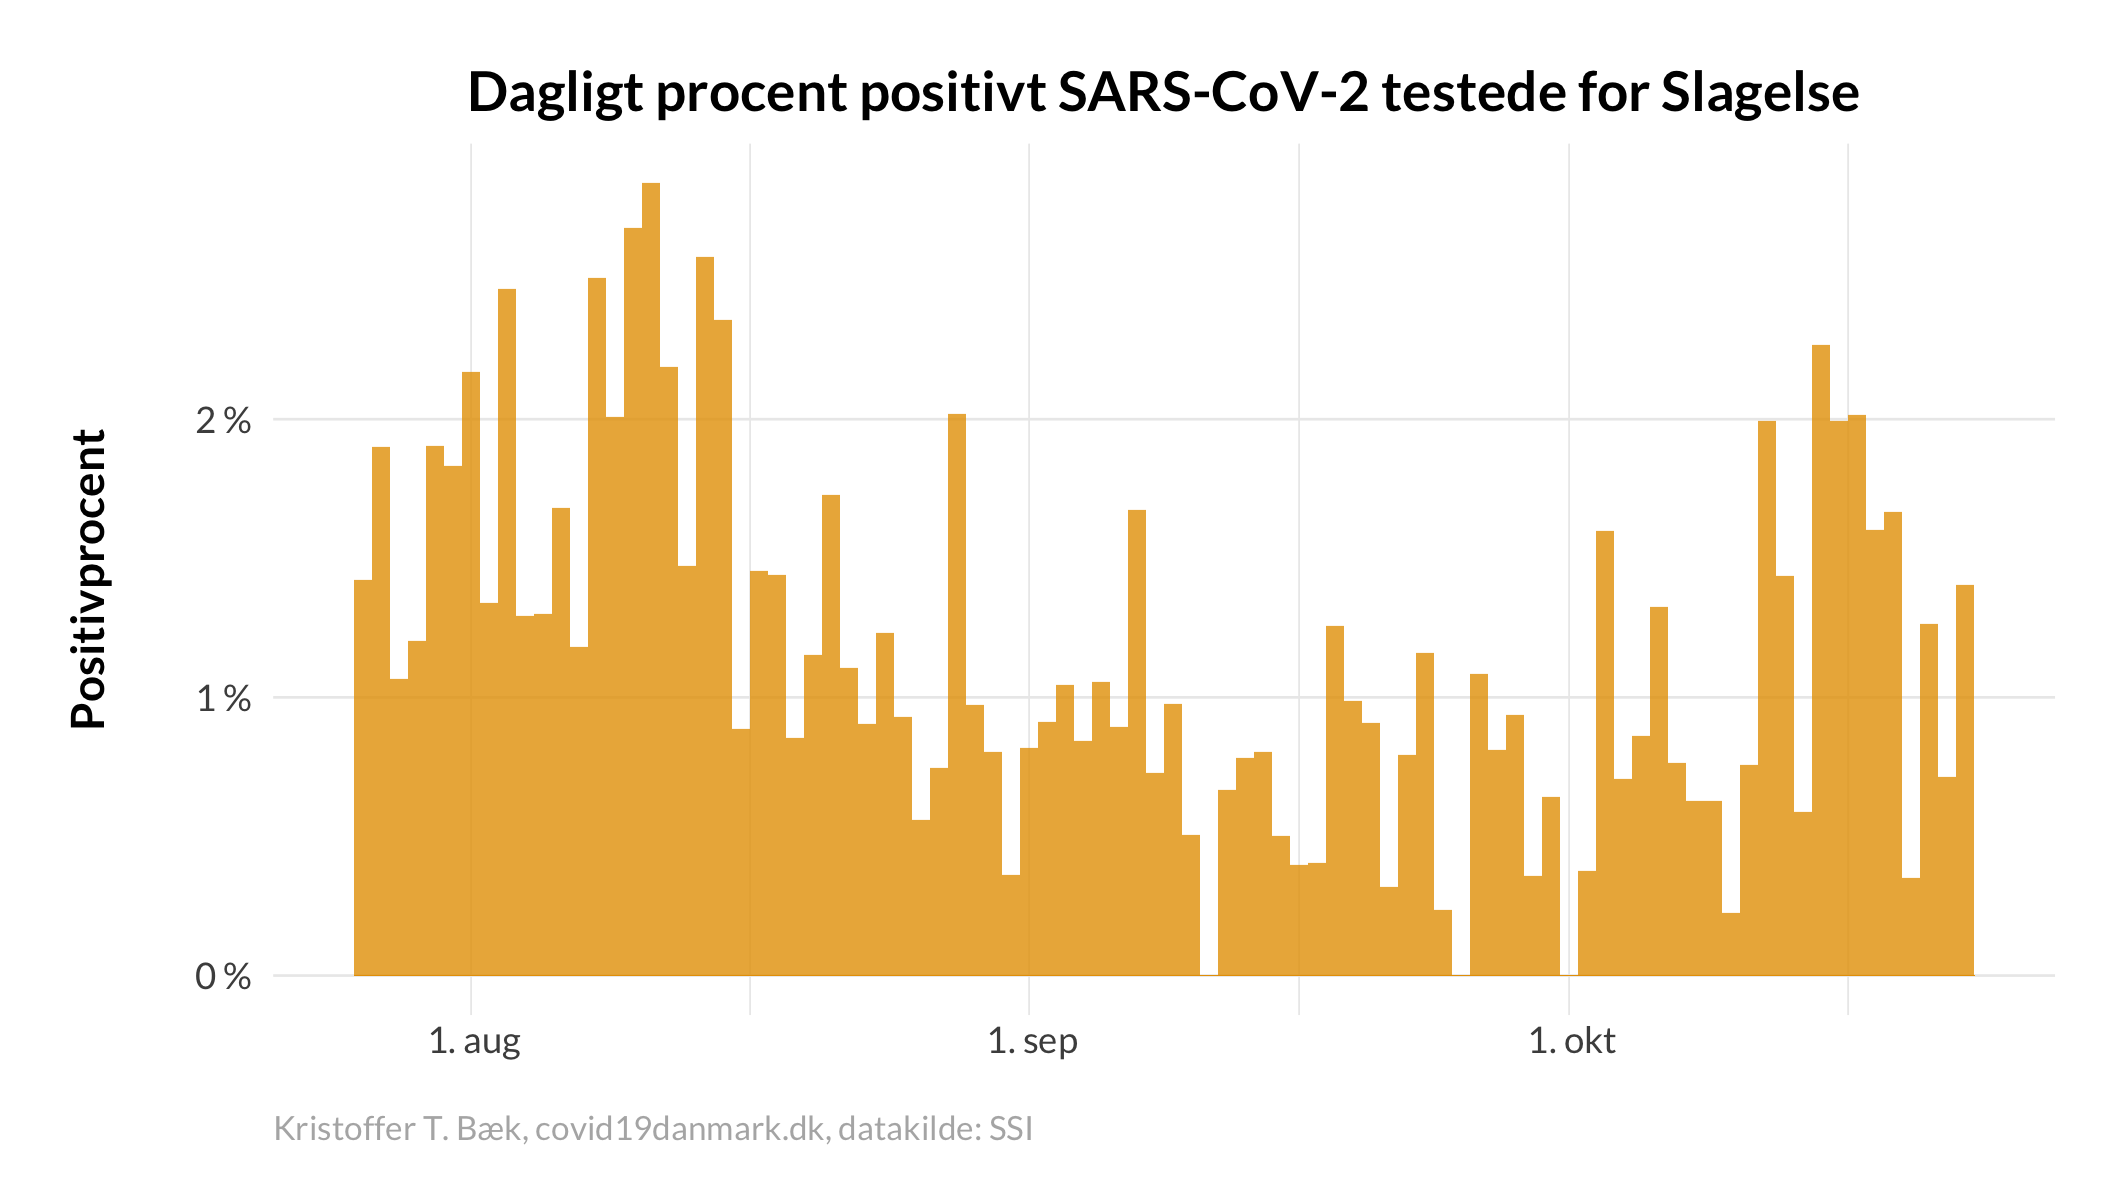 Dagligt procent positivt SARS-CoV-2 testede for Slagelse
Positivprocent
2 %
1 %
0 %
1. aug
1. sep
1. okt
Kristoffer T. Bæk, covid19danmark.dk, datakilde: SSI